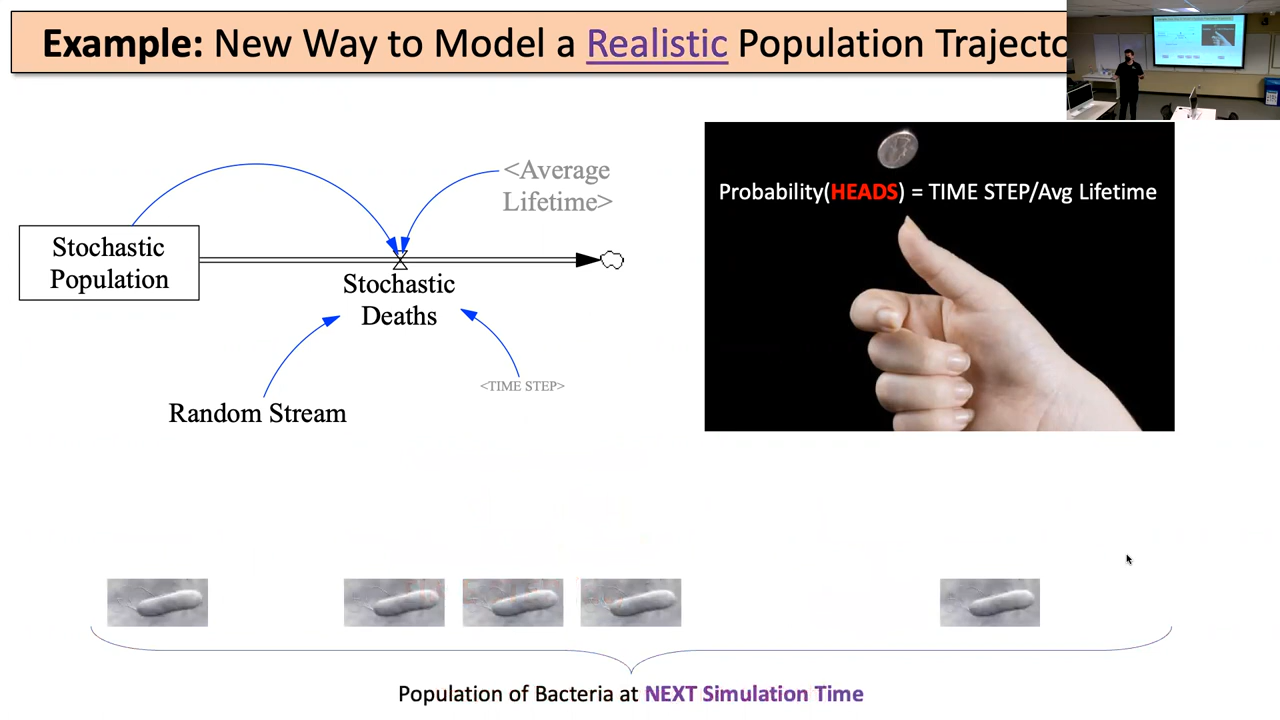 Example: New Way to Model a Realistic Population
<Average
Lifetime>
Stochastic
Population
Stochastic
Deaths
<TIME STEP>
Random Stream
Probability(HEADS) = TIME STEP/Avg Lifetime
Population of Bacteria at NEXT Simulation Time